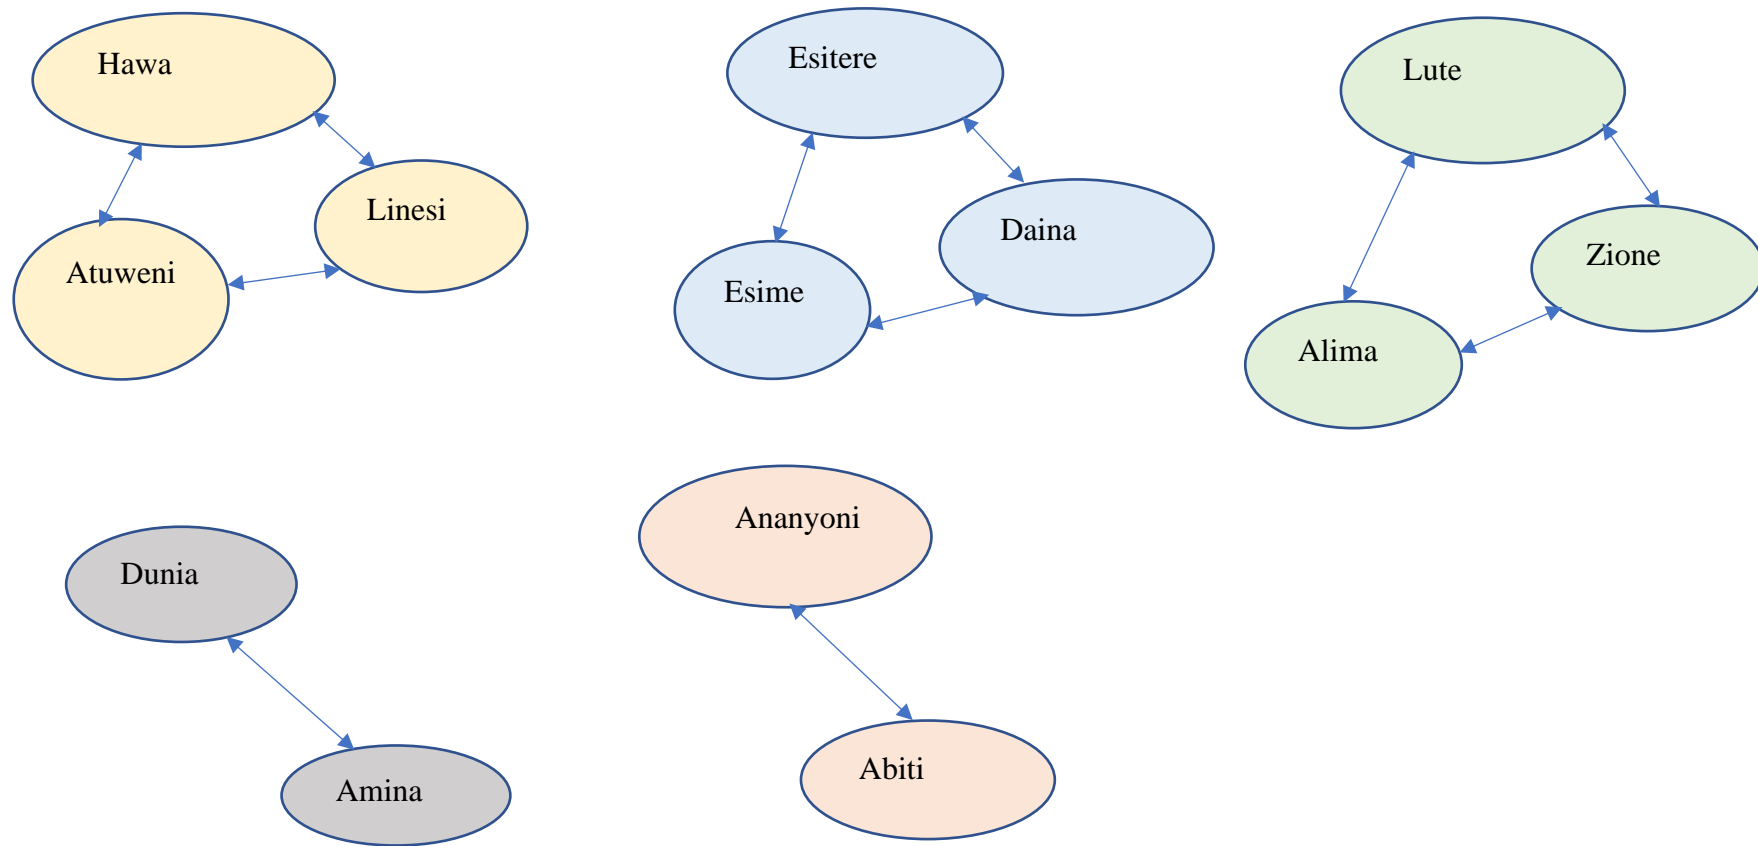 Hawa
Linesi
Atuweni
Esitere
Daina
Esime
Lute
Zione
Alima
Dunia
Amina
Ananyoni
Abiti